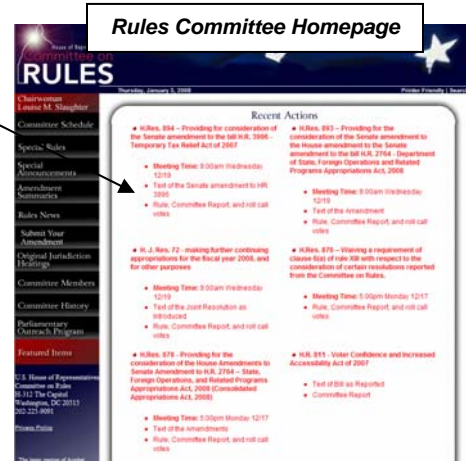 Rules Committee Homepage
House of Rep
Committee on
RULES
Thursday, January 3, 2008
Printer Friendly | Sear
Chairwoman
Louise M. Slaughter
Committee Schedule
Special Rules
Special
Announcements
Amendment
Summaries
Rules News
Submit Your
Amendment
Original Jurisdiction
Hearings
Committee Members
Committee History
Parliamentary
Outreach Program
Featured Items
U.S. House of Representatives
Committee on Rules
H-312 The Capitol
Washington, DC 20515
202-225-9091
Privacy Policy
Recent Actions
H.Res. 894 – Providing for consideration of
the Senate amendment to the bill H.R. 3996 -
Temporary Tax Relief Act of 2007
Meeting Time: 9:00am Wednesday
12/19
Text of the Senate amendment to HR
3996
Rule, Committee Report, and roll call
votes
H.Res. 893 – Providing for the
consideration of the Senate amendment to
the House amendment to the Senate
amendment to the bill H.R. 2764 - Department
of State, Foreign Operations and Related
Programs Appropriations Act, 2008
Meeting Time: 9:00am Wednesday
12/19
Text of the Amendment
Rule, Committee Report, and roll call
votes
H. J. Res. 72 - making further continuing
appropriations for the fiscal year 2008, and
for other purposes
Meeting Time: 9:00am Wednesday
12/19
Text of the Joint Resolution as
Introduced
Rule, Committee Report, and roll call
votes
H.Res. 876 – Waiving a requirement of
clause 6(a) of rule XIII with respect to the
consideration of certain resolutions reported
from the Committee on Rules.
Meeting Time: 5:00pm Monday 12/17
Rule, Committee Report, and roll call
votes
H.Res. 878 - Providing for the
consideration of the House Amendments to
Senate Amendment to H.R. 2764 – State,
Foreign Operations, and Related Programs
Appropriations Act, 2008 (Consolidated
Appropriations Act, 2008)
Meeting Time: 5:00pm Monday 12/17
Text of the Amendments
Rule, Committee Report, and roll call
votes
H.R. 811 - Voter Confidence and Increased
Accessibility Act of 2007
Text of Bill as Reported
Committee Report